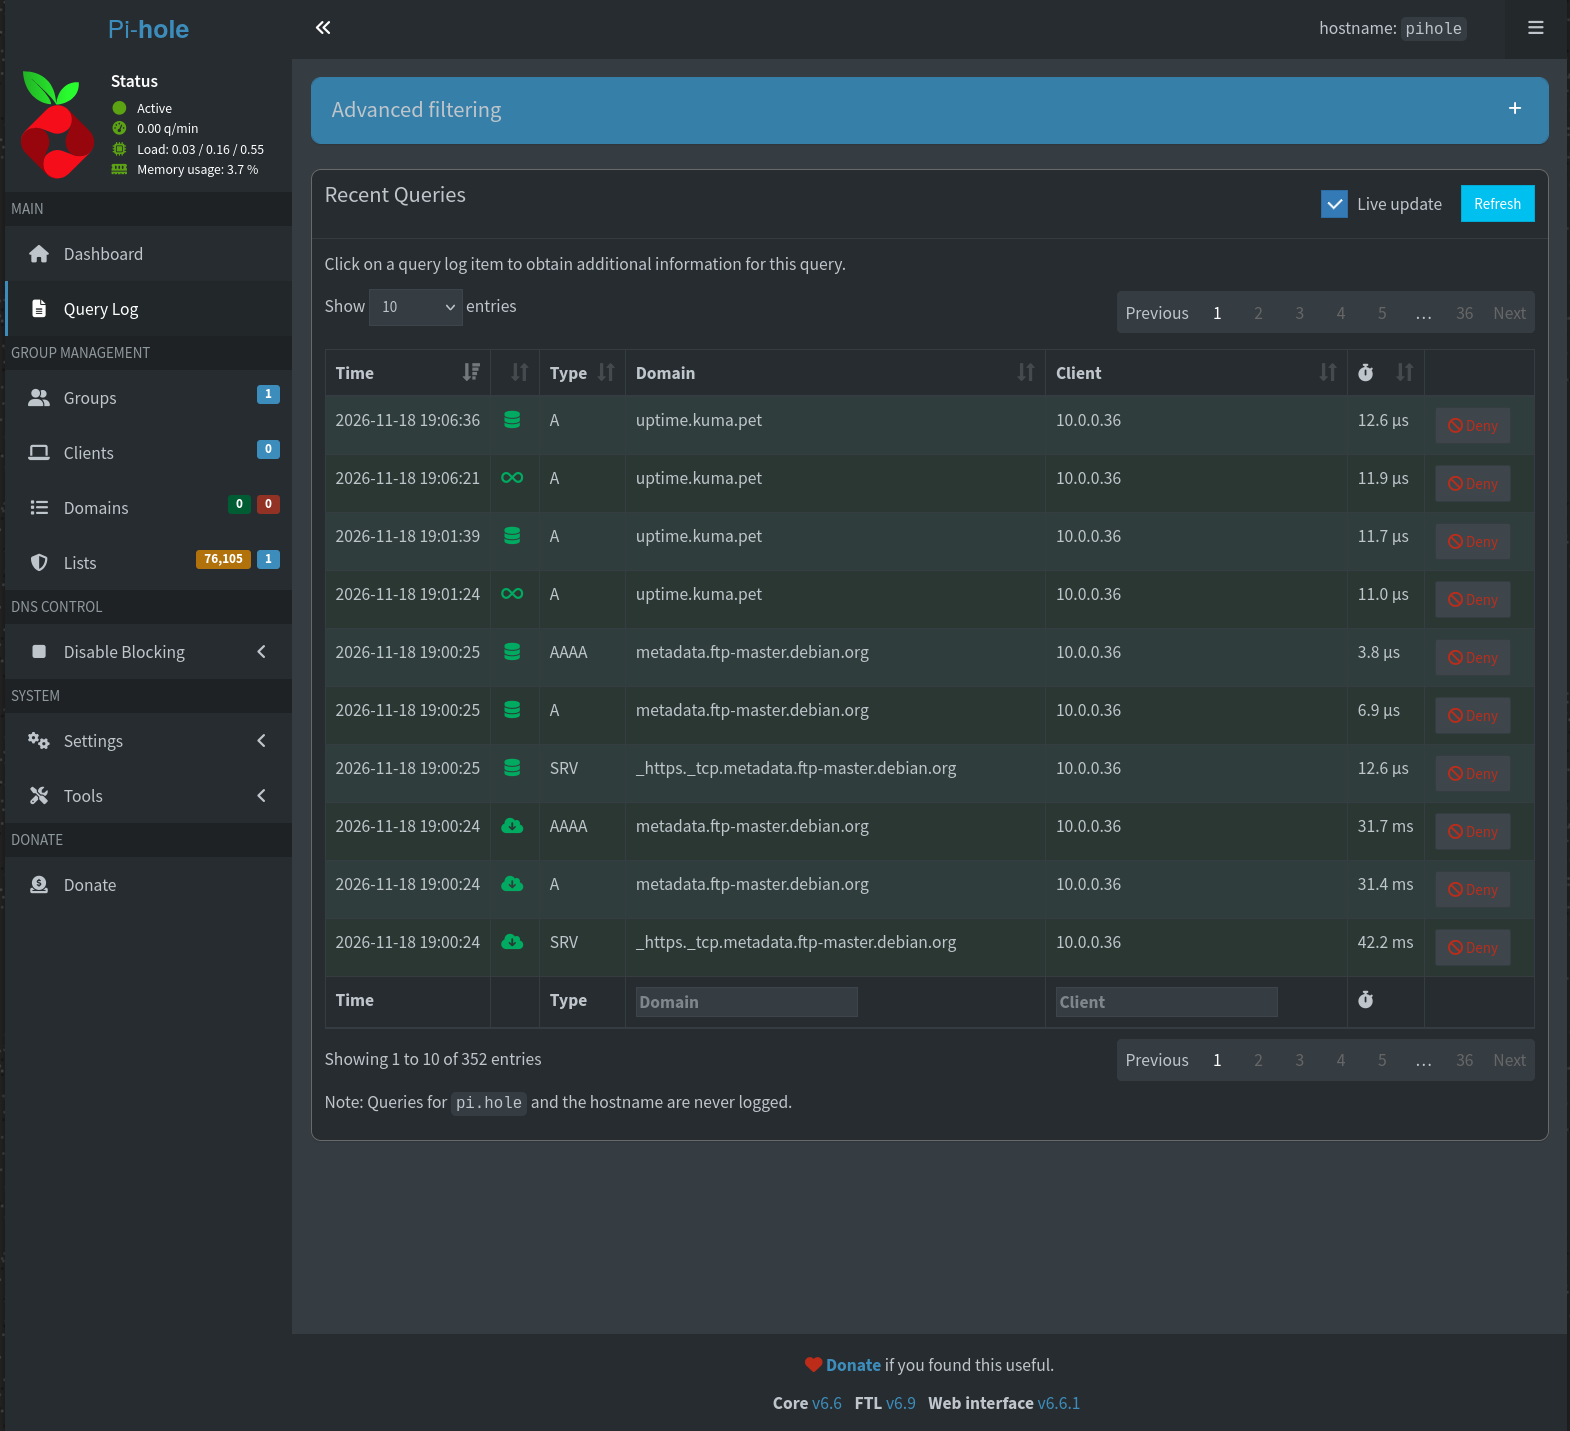 Pi-hole
hostname: pihole
Status
Active
0.00 q/min
Load: 0.03 / 0.16 / 0.55
Memory usage: 3.7 %
MAIN
Dashboard
Query Log
GROUP MANAGEMENT
Groups 1
Clients 0
Domains 0 0
Lists 76,105 1
DNS CONTROL
Disable Blocking
SYSTEM
Settings
Tools
DONATE
Donate
Advanced filtering
Recent Queries
Live update Refresh
Click on a query log item to obtain additional information for this query.
Show 10 entries
Previous 1 2 3 4 5 … 36 Next
Time Type Domain Client
2026-11-18 19:06:36 A uptime.kuma.pet 10.0.0.36 12.6 µs Deny
2026-11-18 19:06:21 A uptime.kuma.pet 10.0.0.36 11.9 µs Deny
2026-11-18 19:01:39 A uptime.kuma.pet 10.0.0.36 11.7 µs Deny
2026-11-18 19:01:24 A uptime.kuma.pet 10.0.0.36 11.0 µs Deny
2026-11-18 19:00:25 AAAA metadata.ftp-master.debian.org 10.0.0.36 3.8 µs Deny
2026-11-18 19:00:25 A metadata.ftp-master.debian.org 10.0.0.36 6.9 µs Deny
2026-11-18 19:00:25 SRV _https._tcp.metadata.ftp-master.debian.org 10.0.0.36 12.6 µs Deny
2026-11-18 19:00:24 AAAA metadata.ftp-master.debian.org 10.0.0.36 31.7 ms Deny
2026-11-18 19:00:24 A metadata.ftp-master.debian.org 10.0.0.36 31.4 ms Deny
2026-11-18 19:00:24 SRV _https._tcp.metadata.ftp-master.debian.org 10.0.0.36 42.2 ms Deny
Time Type Domain Client
Showing 1 to 10 of 352 entries
Previous 1 2 3 4 5 … 36 Next
Note: Queries for pi.hole and the hostname are never logged.
Donate if you found this useful.
Core v6.6 FTL v6.9 Web interface v6.6.1